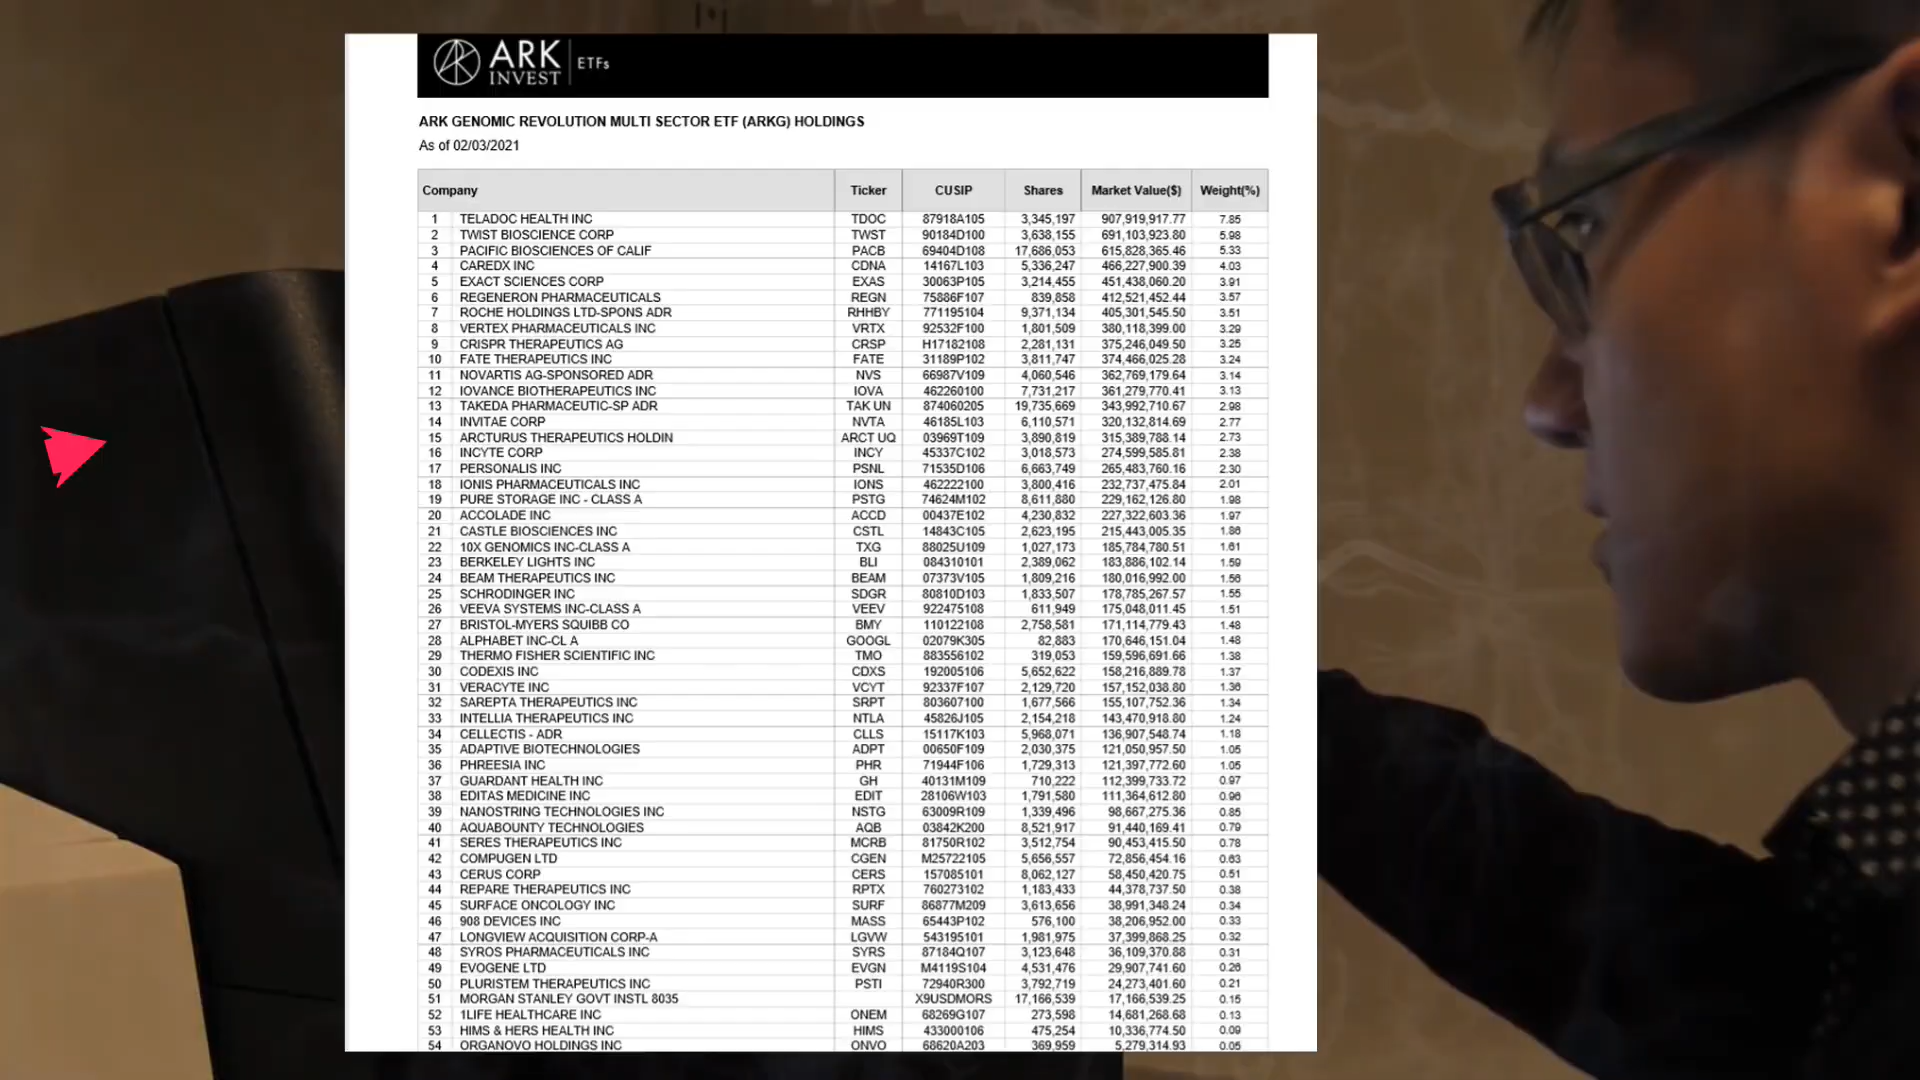 ARK INVEST ETFs
ARK GENOMIC REVOLUTION MULTI SECTOR ETF (ARKG) HOLDINGS
As of 02/03/2021
Company Ticker CUSIP Shares Market Value($) Weight(%)
1 TELADOC HEALTH INC TDOC 87918A105 3,345,197 907,919,917.77 7.85
2 TWIST BIOSCIENCE CORP TWST 90184D100 3,638,155 691,103,923.80 5.98
3 PACIFIC BIOSCIENCES OF CALIF PACB 69404D108 17,686,053 615,828,365.46 5.33
4 CAREDX INC CDNA 14167L103 5,336,247 466,227,900.39 4.03
5 EXACT SCIENCES CORP EXAS 30063P105 3,214,455 451,438,060.20 3.91
6 REGENERON PHARMACEUTICALS REGN 75886F107 839,858 412,521,452.44 3.57
7 ROCHE HOLDINGS LTD-SPONS ADR RHHBY 771195104 9,371,134 405,301,545.50 3.51
8 VERTEX PHARMACEUTICALS INC VRTX 92532F100 1,801,509 380,118,399.00 3.29
9 CRISPR THERAPEUTICS AG CRSP H17182108 2,281,131 375,246,049.50 3.25
10 FATE THERAPEUTICS INC FATE 31189P102 3,811,747 374,466,025.28 3.24
11 NOVARTIS AG-SPONSORED ADR NVS 66987V109 4,060,546 362,769,179.64 3.14
12 IOVANCE BIOTHERAPEUTICS INC IOVA 462260100 7,731,217 361,279,770.41 3.13
13 TAKEDA PHARMACEUTIC-SP ADR TAK UN 874060205 19,735,669 343,992,710.67 2.98
14 INVITAE CORP NVTA 46185L103 6,110,571 320,132,814.69 2.77
15 ARCTURUS THERAPEUTICS HOLDIN ARCT UQ 03969T109 3,890,819 315,389,788.14 2.73
16 INCYTE CORP INCY 45337C102 3,018,573 274,599,585.81 2.38
17 PERSONALIS INC PSNL 71535D106 6,663,749 265,483,760.16 2.30
18 IONIS PHARMACEUTICALS INC IONS 462222100 3,800,416 232,737,475.84 2.01
19 PURE STORAGE INC - CLASS A PSTG 74624M102 8,611,880 229,162,126.80 1.98
20 ACCOLADE INC ACCD 00437E102 4,230,832 227,322,603.36 1.97
21 CASTLE BIOSCIENCES INC CSTL 14843C105 2,623,195 215,443,005.35 1.86
22 10X GENOMICS INC-CLASS A TXG 88025U109 1,027,173 185,784,780.51 1.61
23 BERKELEY LIGHTS INC BLI 084310101 2,389,062 183,886,102.14 1.59
24 BEAM THERAPEUTICS INC BEAM 07373V105 1,809,216 180,016,992.00 1.56
25 SCHRODINGER INC SDGR 80810D103 1,833,507 178,785,267.57 1.55
26 VEEVA SYSTEMS INC-CLASS A VEEV 922475108 611,949 175,048,011.45 1.51
27 BRISTOL-MYERS SQUIBB CO BMY 110122108 2,758,581 171,114,779.43 1.48
28 ALPHABET INC-CL A GOOGL 02079K305 82,883 170,646,151.04 1.48
29 THERMO FISHER SCIENTIFIC INC TMO 883556102 319,053 159,596,691.66 1.38
30 CODEXIS INC CDXS 192005106 5,652,622 158,216,889.78 1.37
31 VERACYTE INC VCYT 92337F107 2,129,720 157,152,038.80 1.36
32 SAREPTA THERAPEUTICS INC SRPT 803607100 1,677,566 155,107,752.36 1.34
33 INTELLIA THERAPEUTICS INC NTLA 45826J105 2,154,218 143,470,918.80 1.24
34 CELLECTIS - ADR CLLS 15117K103 5,968,071 136,907,548.74 1.18
35 ADAPTIVE BIOTECHNOLOGIES ADPT 00650F109 2,030,375 121,050,957.50 1.05
36 PHREESIA INC PHR 71944F106 1,729,313 121,397,772.60 1.05
37 GUARDANT HEALTH INC GH 40131M109 710,222 112,399,733.72 0.97
38 EDITAS MEDICINE INC EDIT 28106W103 1,791,580 111,364,612.80 0.96
39 NANOSTRING TECHNOLOGIES INC NSTG 63009R109 1,339,496 98,667,275.36 0.85
40 AQUABOUNTY TECHNOLOGIES AQB 03842K200 8,521,917 91,440,169.41 0.79
41 SERES THERAPEUTICS INC MCRB 81750R102 3,512,754 90,453,415.50 0.78
42 COMPUGEN LTD CGEN M25722105 5,656,557 72,856,454.16 0.63
43 CERUS CORP CERS 157085101 8,062,127 58,450,420.75 0.51
44 REPARE THERAPEUTICS INC RPTX 760273102 1,183,433 44,378,737.50 0.38
45 SURFACE ONCOLOGY INC SURF 86877M209 3,613,656 38,991,348.24 0.34
46 908 DEVICES INC MASS 65443P102 576,100 38,206,952.00 0.33
47 LONGVIEW ACQUISITION CORP-A LGVW 543195101 1,981,975 37,399,868.25 0.32
48 SYROS PHARMACEUTICALS INC SYRS 87184Q107 3,123,648 36,109,370.88 0.31
49 EVOGENE LTD EVGN M4119S104 4,531,476 29,907,741.60 0.26
50 PLURISTEM THERAPEUTICS INC PSTI 72940R300 3,792,719 24,273,401.60 0.21
51 MORGAN STANLEY GOVT INSTL 8035 X9USDMORS 17,166,539 17,166,539.25 0.15
52 1LIFE HEALTHCARE INC ONEM 68269G107 273,598 14,681,268.68 0.13
53 HIMS & HERS HEALTH INC HIMS 433000106 475,254 10,336,774.50 0.09
54 ORGANOVO HOLDINGS INC ONVO 68620A203 369,959 5,279,314.93 0.05